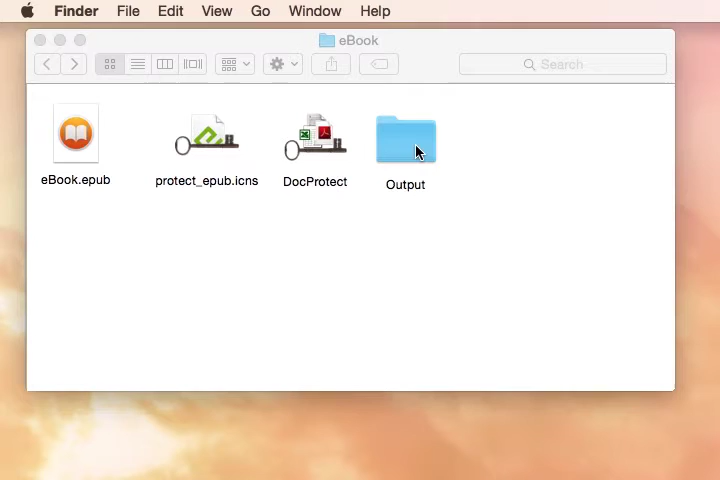 Finder File Edit View Go Window Help
eBook
Search
eBook.epub protect_epub.icns DocProtect Output